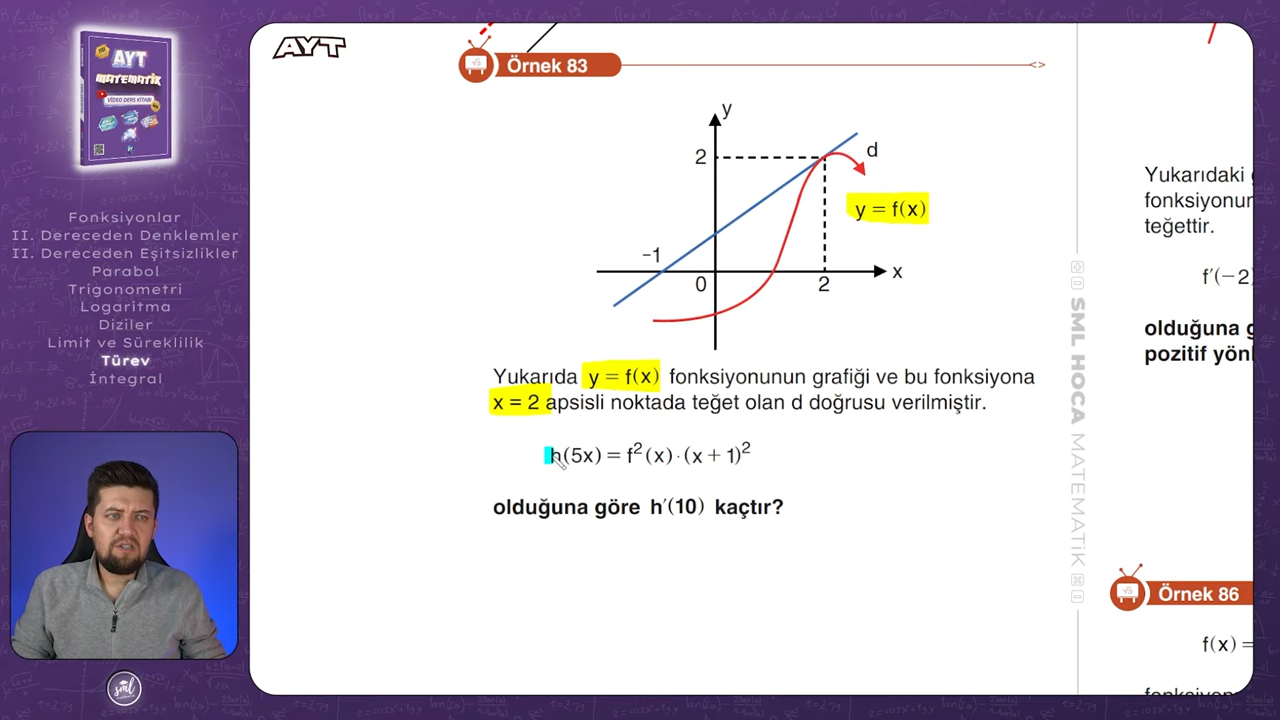 AYT
AYT
MATEMATİK
VİDEO DERS KİTABI
Fonksiyonlar
II. Dereceden Denklemler
II. Dereceden Eşitsizlikler
Parabol
Trigonometri
Logaritma
Diziler
Limit ve Süreklilik
Türev
İntegral
sml
Örnek 83
y
2
d
y = f(x)
−1
0
2
x
Yukarıda y = f(x) fonksiyonunun grafiği ve bu fonksiyona
x = 2 apsisli noktada teğet olan d doğrusu verilmiştir.
h(5x) = f²(x) · (x + 1)²
olduğuna göre h′(10) kaçtır?
SML HOCA MATEMATİK
Yukarıdaki
teğettir.
f′(−2)
olduğuna
Örnek 86
f(x) =